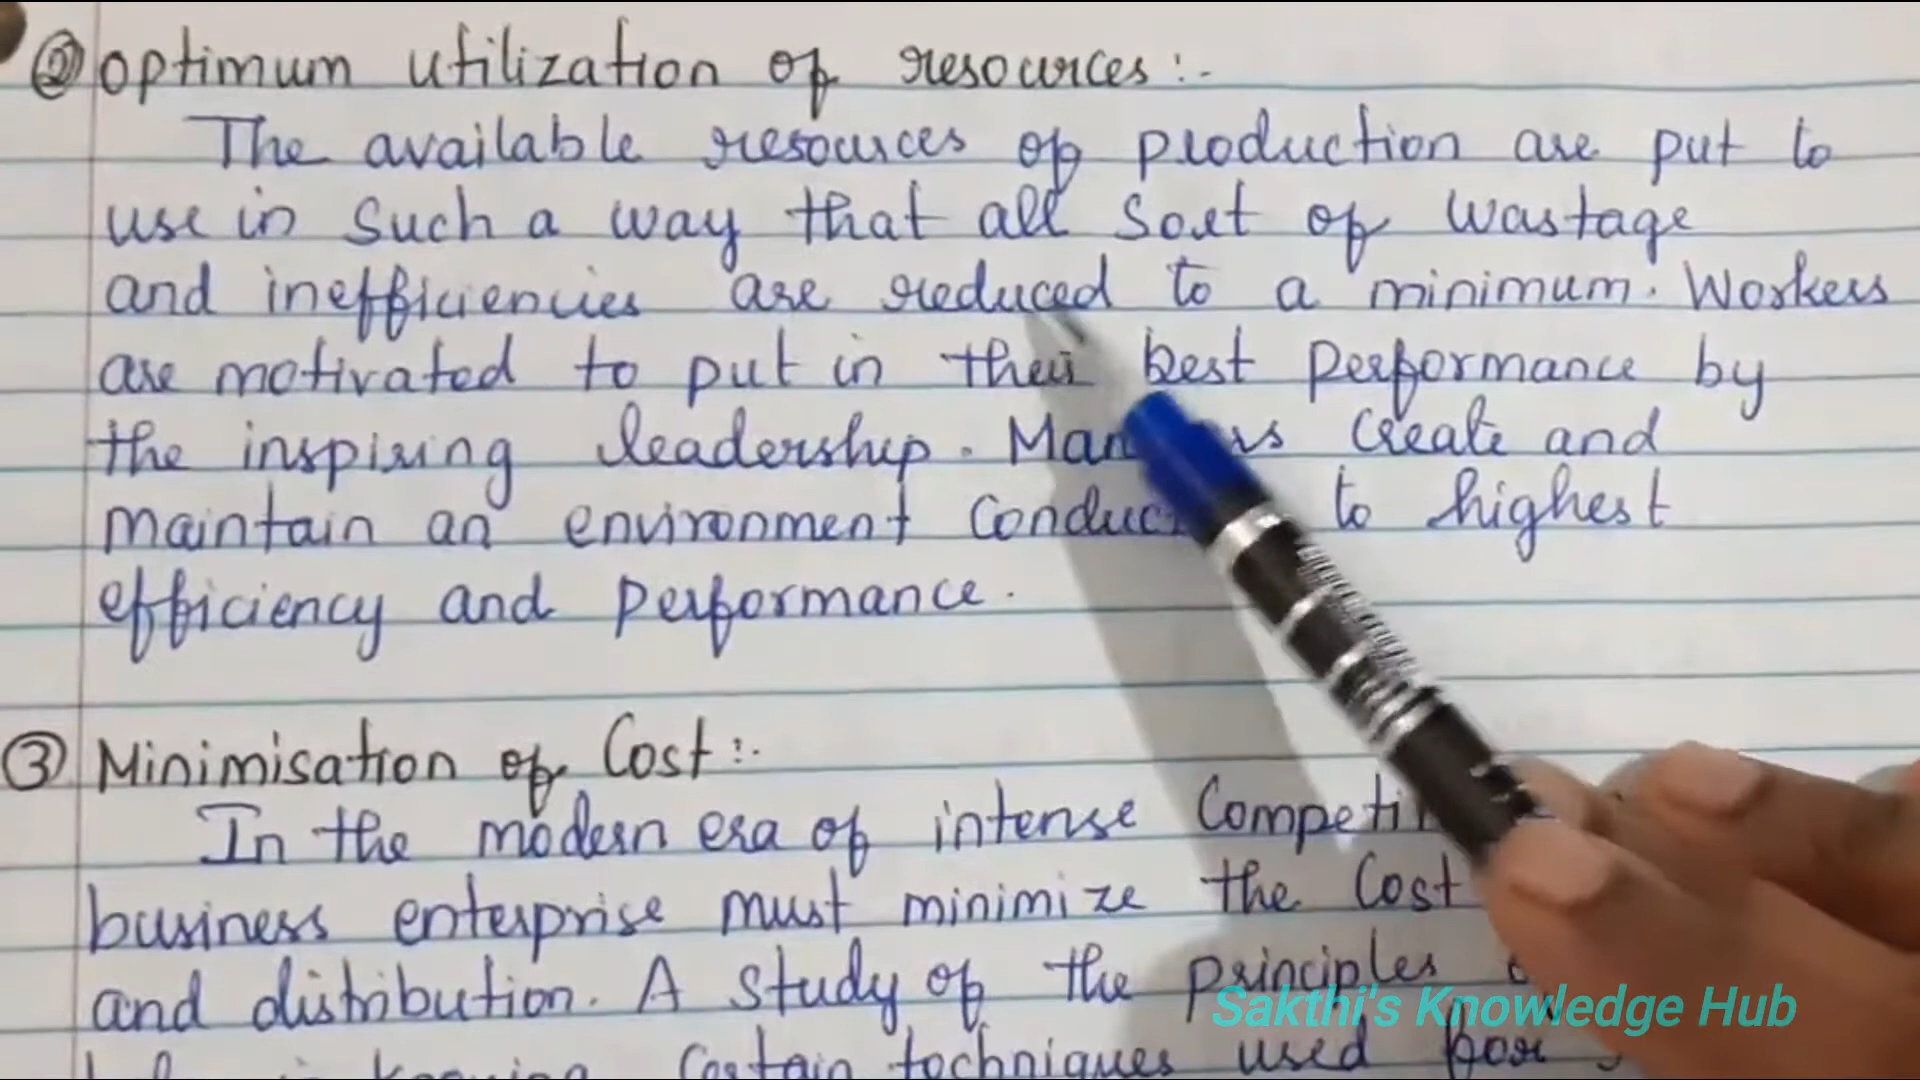 ② Optimum utilization of resources:-
The available resources of production are put to
use in such a way that all sort of wastage
and inefficiencies are reduced to a minimum. Workers
are motivated to put in their best performance by
the inspiring leadership. create and
maintain an environment to highest
efficiency and performance.
③ Minimisation of Cost:-
In the modern era of intense
business enterprise must minimize the Cost
and distribution. A study of the principles
Certain techniques used for
Sakthi's Knowledge Hub